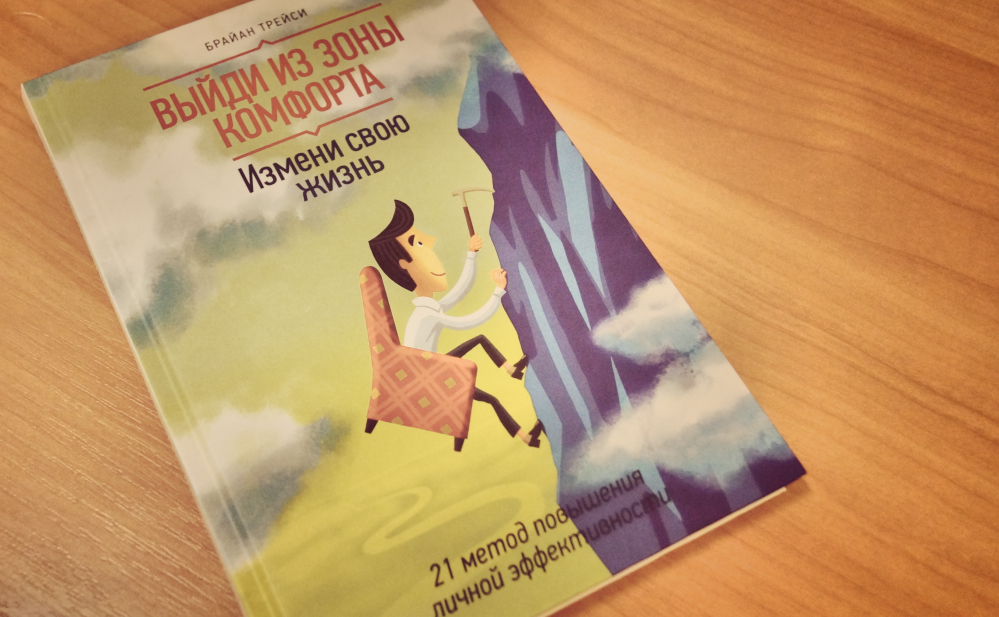 БРАЙАН ТРЕЙСИ
ВЫЙДИ ИЗ ЗОНЫ
КОМФОРТА
Измени свою
жизнь
21 метод повышения
личной эффективности